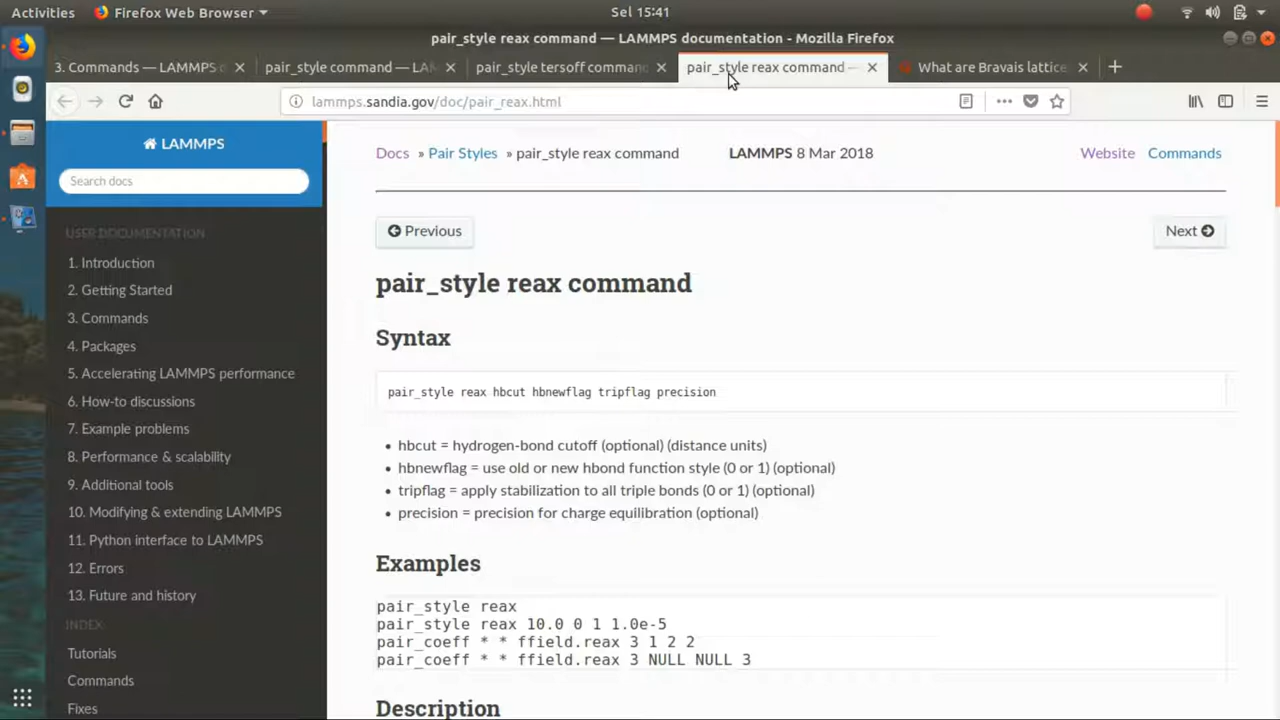 Activities Firefox Web Browser Sel 15:41
pair_style reax command — LAMMPS documentation - Mozilla Firefox
3. Commands — LAMMPS d pair_style command — LA pair_style tersoff comman pair_style reax command — What are Bravais lattice
lammps.sandia.gov/doc/pair_reax.html
LAMMPS
Search docs
USER DOCUMENTATION
1. Introduction
2. Getting Started
3. Commands
4. Packages
5. Accelerating LAMMPS performance
6. How-to discussions
7. Example problems
8. Performance & scalability
9. Additional tools
10. Modifying & extending LAMMPS
11. Python interface to LAMMPS
12. Errors
13. Future and history
INDEX
Tutorials
Commands
Fixes
Docs » Pair Styles » pair_style reax command LAMMPS 8 Mar 2018 Website Commands
Previous Next
pair_style reax command
Syntax
pair_style reax hbcut hbnewflag tripflag precision
• hbcut = hydrogen-bond cutoff (optional) (distance units)
• hbnewflag = use old or new hbond function style (0 or 1) (optional)
• tripflag = apply stabilization to all triple bonds (0 or 1) (optional)
• precision = precision for charge equilibration (optional)
Examples
pair_style reax
pair_style reax 10.0 0 1 1.0e-5
pair_coeff * * ffield.reax 3 1 2 2
pair_coeff * * ffield.reax 3 NULL NULL 3
Description